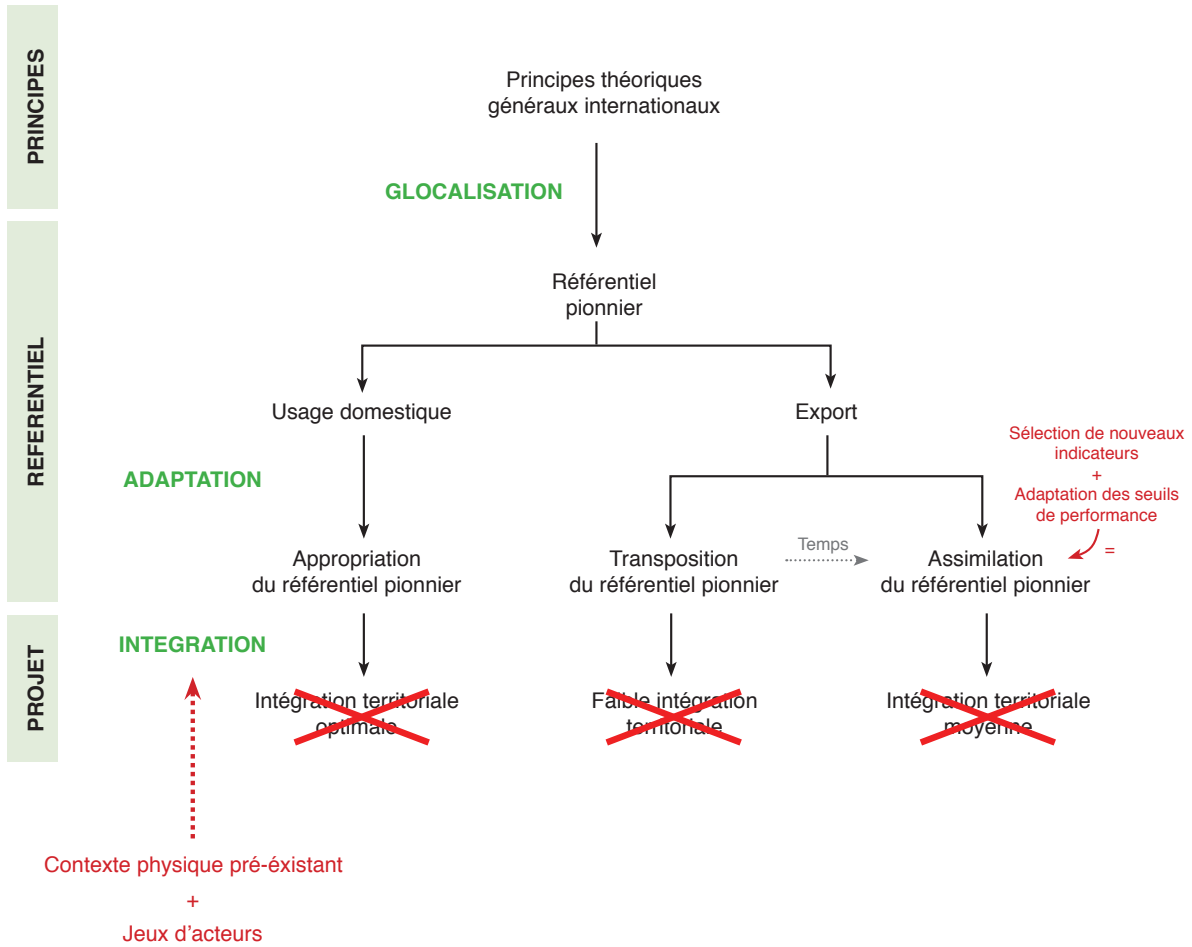 PRINCIPES
Principes théoriques
généraux internationaux
GLOCALISATION
REFERENTIEL
Référentiel
pionnier
Usage domestique
Export
Sélection de nouveaux
indicateurs
+
Adaptation des seuils
de performance
=
ADAPTATION
Appropriation
du référentiel pionnier
Transposition
du référentiel pionnier
Temps
Assimilation
du référentiel pionnier
PROJET
INTEGRATION
Intégration territoriale
optimale
Faible intégration
territoriale
Intégration territoriale
moyenne
Contexte physique pré-éxistant
+
Jeux d'acteurs